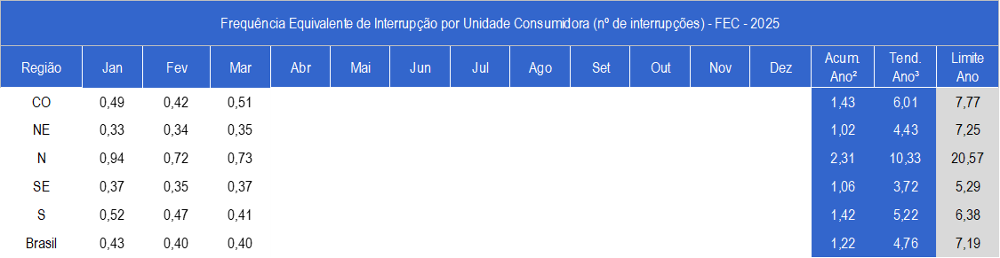 Frequência Equivalente de Interrupção por Unidade Consumidora (nº de interrupções) - FEC - 2025
Região Jan Fev Mar Abr Mai Jun Jul Ago Set Out Nov Dez Acum. Ano² Tend. Ano³ Limite Ano
CO 0,49 0,42 0,51 1,43 6,01 7,77
NE 0,33 0,34 0,35 1,02 4,43 7,25
N 0,94 0,72 0,73 2,31 10,33 20,57
SE 0,37 0,35 0,37 1,06 3,72 5,29
S 0,52 0,47 0,41 1,42 5,22 6,38
Brasil 0,43 0,40 0,40 1,22 4,76 7,19